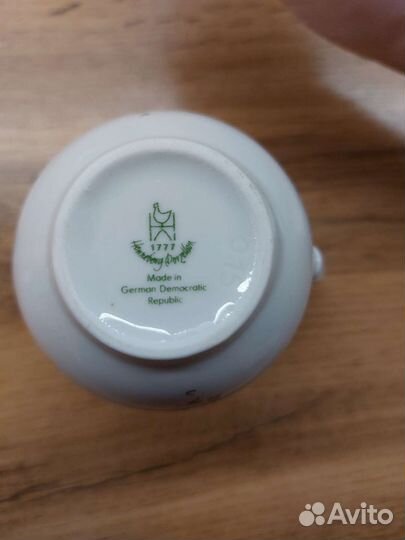 1777
Henneberg Porzellan
Made in
German Democratic
Republic
Avito